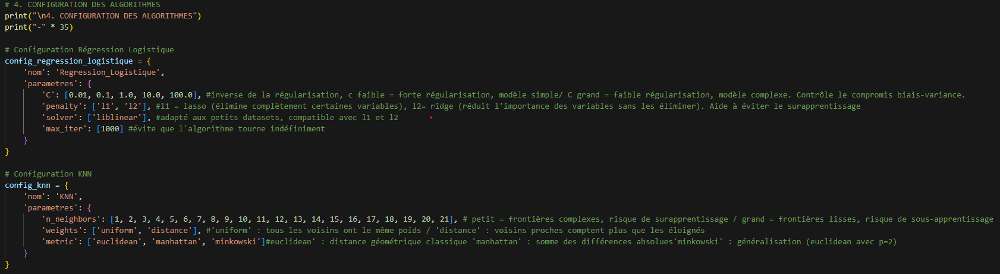 # 4. CONFIGURATION DES ALGORITHMES
print("\n4. CONFIGURATION DES ALGORITHMES")
print("-" * 35)
# Configuration Régression Logistique
config_regression_logistique = {
'nom': 'Regression_Logistique',
'parametres': {
'C': [0.01, 0.1, 1.0, 10.0, 100.0], #inverse de la régularisation, c faible = forte régularisation, modèle simple/ C grand = faible régularisation, modèle complexe. Contrôle le compromis biais-variance.
'penalty': ['l1', 'l2'], #l1 = lasso (élimine complètement certaines variables), l2= ridge (réduit l'importance des variables sans les éliminer). Aide à éviter le surapprentissage
'solver': ['liblinear'], #adapté aux petits datasets, compatible avec l1 et l2
'max_iter': [1000] #évite que l'algorithme tourne indéfiniment
}
}
# Configuration KNN
config_knn = {
'nom': 'KNN',
'parametres': {
'n_neighbors': [1, 2, 3, 4, 5, 6, 7, 8, 9, 10, 11, 12, 13, 14, 15, 16, 17, 18, 19, 20, 21], # petit = frontières complexes, risque de surapprentissage / grand = frontières lisses, risque de sous-apprentissage
'weights': ['uniform', 'distance'], #'uniform' : tous les voisins ont le même poids / 'distance' : voisins proches comptent plus que les éloignés
'metric': ['euclidean', 'manhattan', 'minkowski']#euclidean' : distance géométrique classique 'manhattan' : somme des différences absolues'minkowski' : généralisation (euclidean avec p=2)
}
}